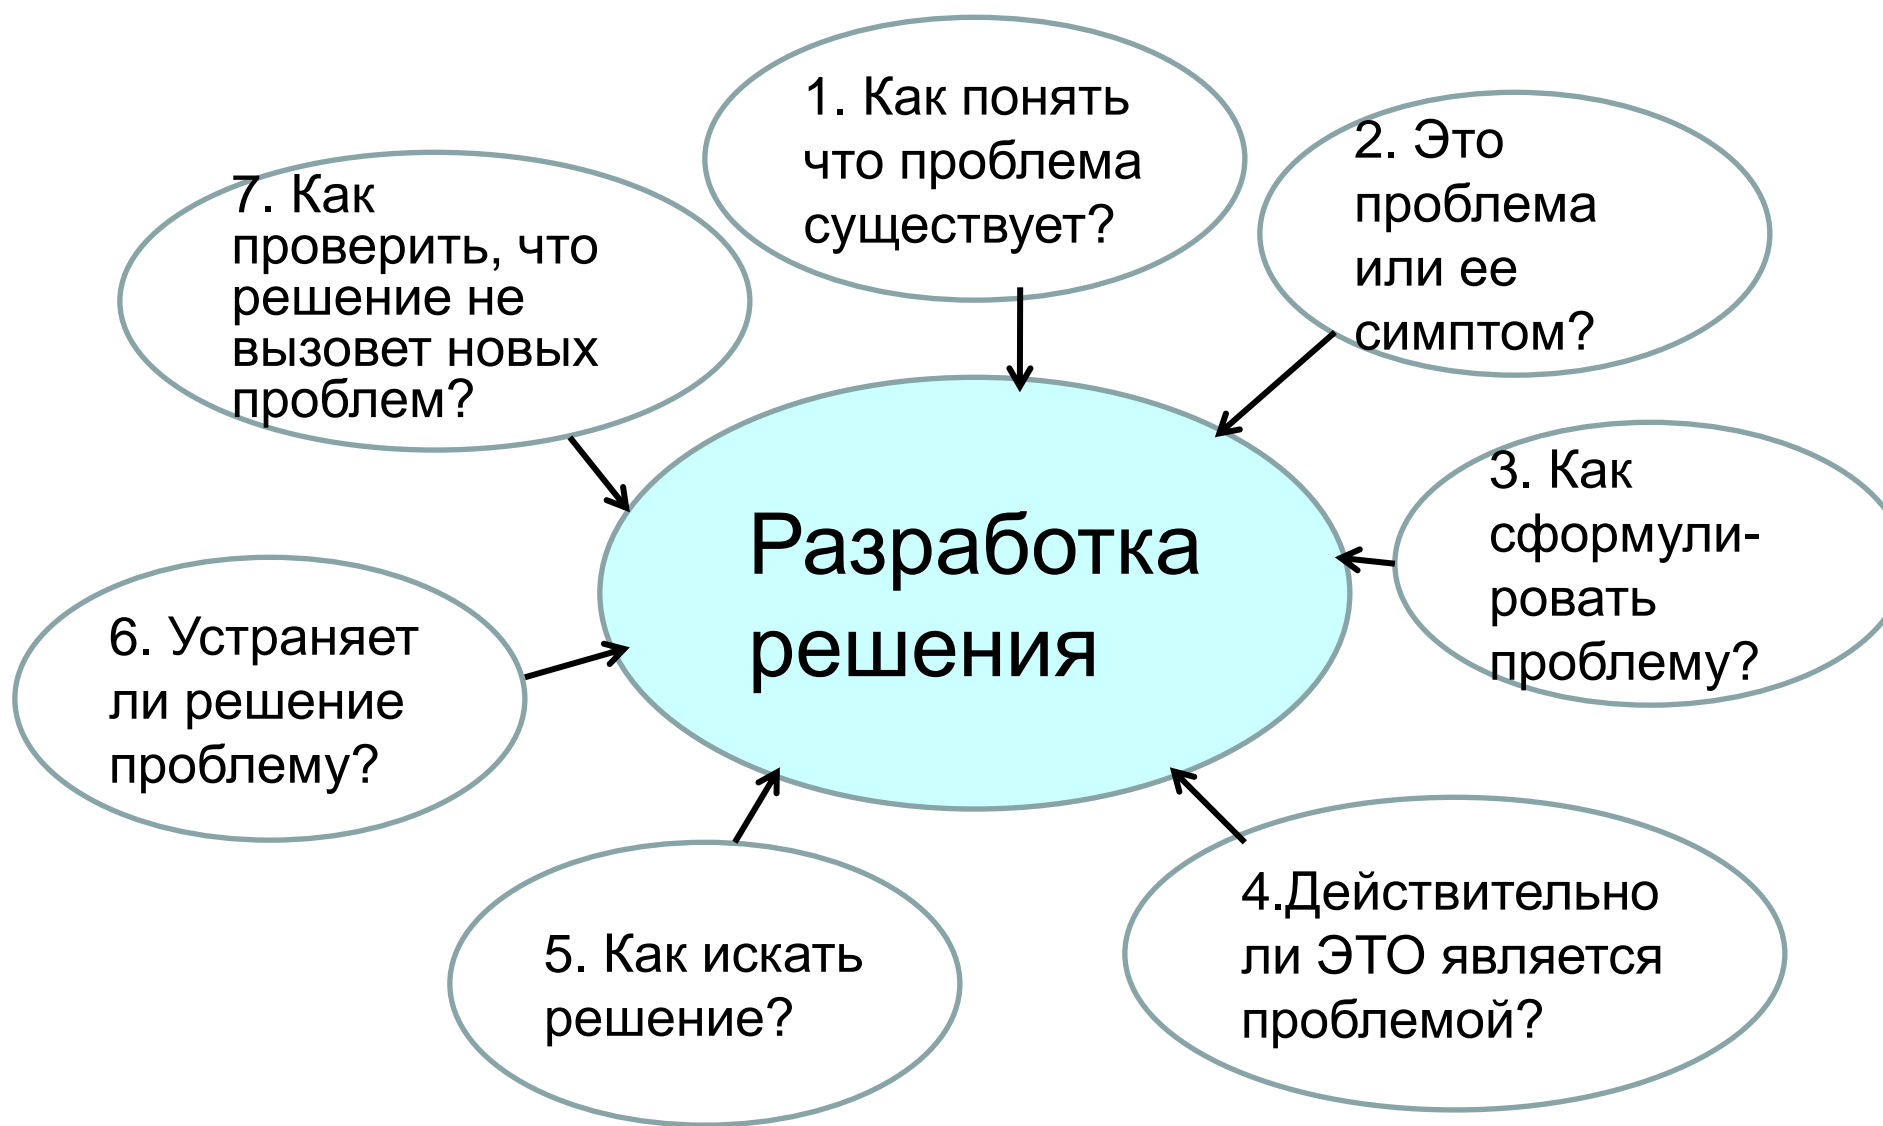 1. Как понять
что проблема
существует?
2. Это
проблема
или ее
симптом?
3. Как
сформули-
ровать
проблему?
4.Действительно
ли ЭТО является
проблемой?
5. Как искать
решение?
6. Устраняет
ли решение
проблему?
7. Как
проверить, что
решение не
вызовет новых
проблем?
Разработка
решения